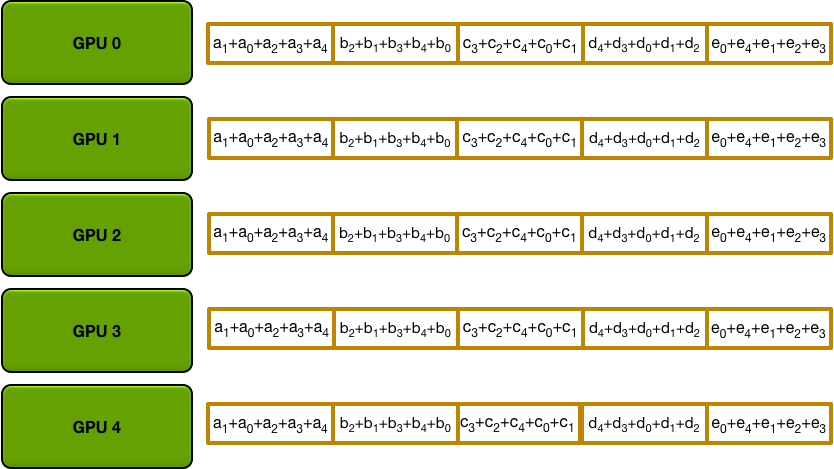 GPU 0 a₁+a₀+a₂+a₃+a₄ b₂+b₁+b₃+b₄+b₀ c₃+c₂+c₄+c₀+c₁ d₄+d₃+d₀+d₁+d₂ e₀+e₄+e₁+e₂+e₃
GPU 1 a₁+a₀+a₂+a₃+a₄ b₂+b₁+b₃+b₄+b₀ c₃+c₂+c₄+c₀+c₁ d₄+d₃+d₀+d₁+d₂ e₀+e₄+e₁+e₂+e₃
GPU 2 a₁+a₀+a₂+a₃+a₄ b₂+b₁+b₃+b₄+b₀ c₃+c₂+c₄+c₀+c₁ d₄+d₃+d₀+d₁+d₂ e₀+e₄+e₁+e₂+e₃
GPU 3 a₁+a₀+a₂+a₃+a₄ b₂+b₁+b₃+b₄+b₀ c₃+c₂+c₄+c₀+c₁ d₄+d₃+d₀+d₁+d₂ e₀+e₄+e₁+e₂+e₃
GPU 4 a₁+a₀+a₂+a₃+a₄ b₂+b₁+b₃+b₄+b₀ c₃+c₂+c₄+c₀+c₁ d₄+d₃+d₀+d₁+d₂ e₀+e₄+e₁+e₂+e₃